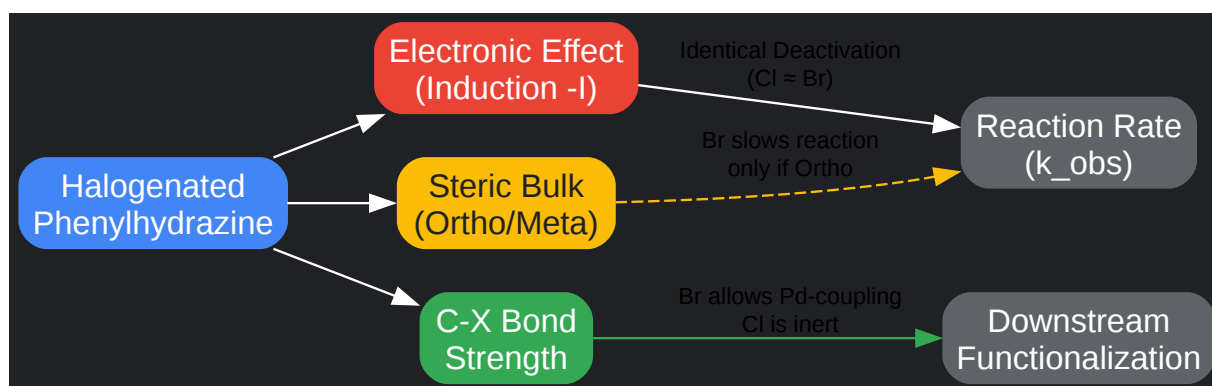 Electronic Effect
(Induction -I)
Identical Deactivation
(Cl ≈ Br)
Reaction Rate
(k_obs)
Halogenated
Phenylhydrazine
Steric Bulk
(Ortho/Meta)
Br slows reaction
only if Ortho
C-X Bond
Strength
Br allows Pd-coupling
Cl is inert
Downstream
Functionalization